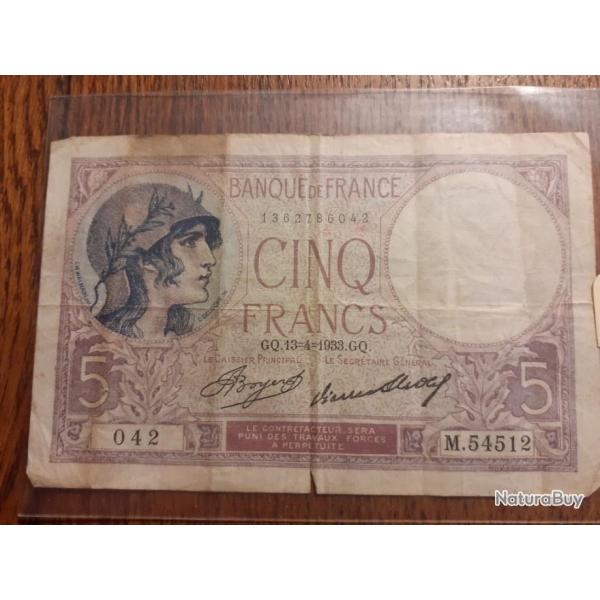 BANQUE DE FRANCE
1362786042
CINQ
FRANCS
GQ.13-4-1933.GQ.
LE CAISSIER PRINCIPAL LE SECRÉTAIRE GÉNÉRAL
5 5
LE CONTREFACTEUR SERA
PUNI DES TRAVAUX FORCÉS
À PERPÉTUITÉ
042 M.54512
NaturaBuy